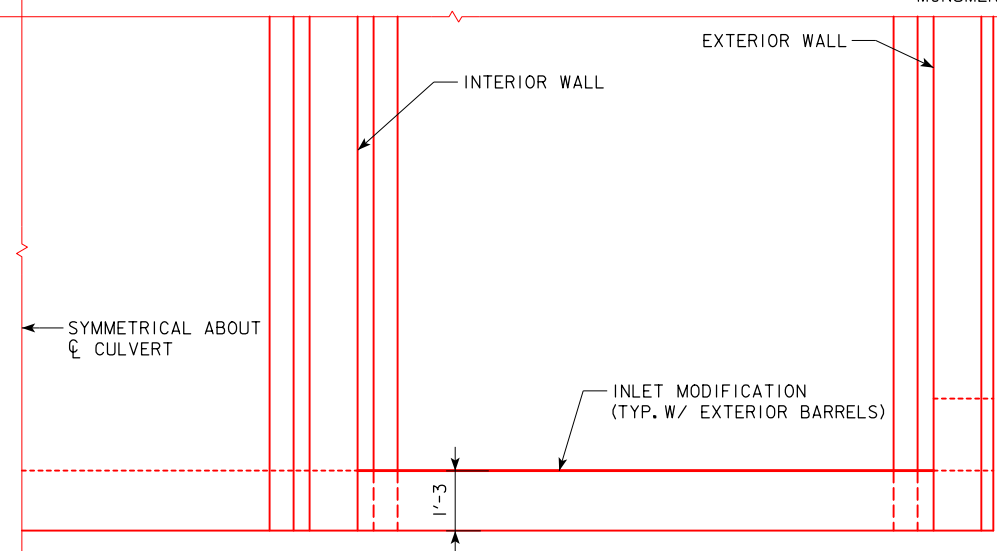 EXTERIOR WALL
INTERIOR WALL
SYMMETRICAL ABOUT
℄ CULVERT
INLET MODIFICATION
(TYP. W/ EXTERIOR BARRELS)
1'-3